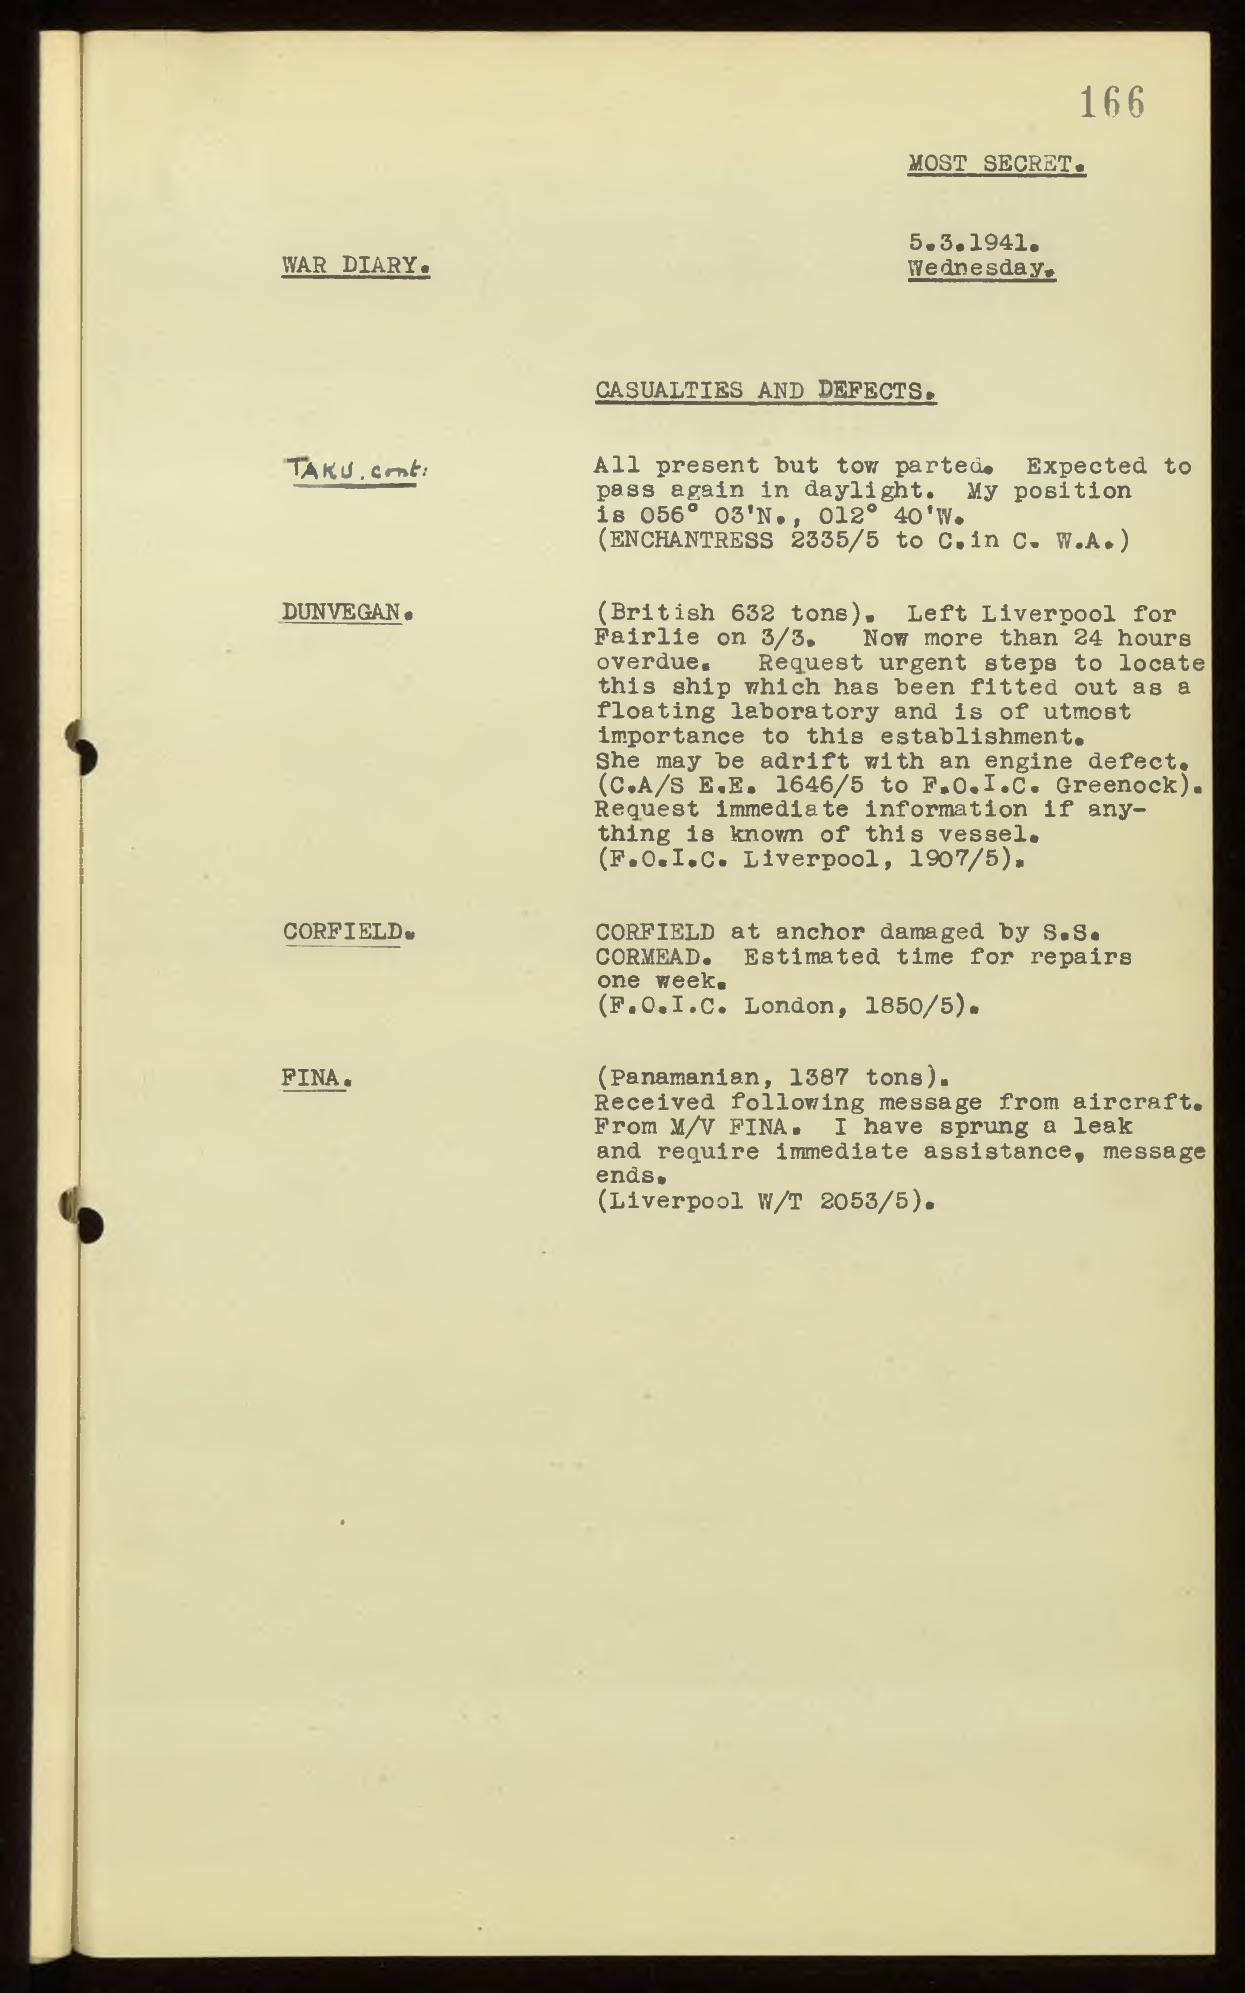 166
MOST SECRET.
5.3.1941.
WAR DIARY.
Wednesday.
CASUALTIES AND DEFECTS.
TAKU. cont:
All present but tow parted. Expected to
pass again in daylight. My position
is 056° 03'N., 012° 40'W.
(ENCHANTRESS 2335/5 to C.in C. W.A.)
DUNVEGAN.
(British 632 tons). Left Liverpool for
Fairlie on 3/3. Now more than 24 hours
overdue. Request urgent steps to locate
this ship which has been fitted out as a
floating laboratory and is of utmost
importance to this establishment.
She may be adrift with an engine defect.
(C.A/S E.E. 1646/5 to F.O.I.C. Greenock).
Request immediate information if any-
thing is known of this vessel.
(F.O.I.C. Liverpool, 1907/5).
CORFIELD.
CORFIELD at anchor damaged by S.S.
CORMEAD. Estimated time for repairs
one week.
(F.O.I.C. London, 1850/5).
FINA.
(Panamanian, 1387 tons).
Received following message from aircraft.
From M/V FINA. I have sprung a leak
and require immediate assistance, message
ends.
(Liverpool W/T 2053/5).